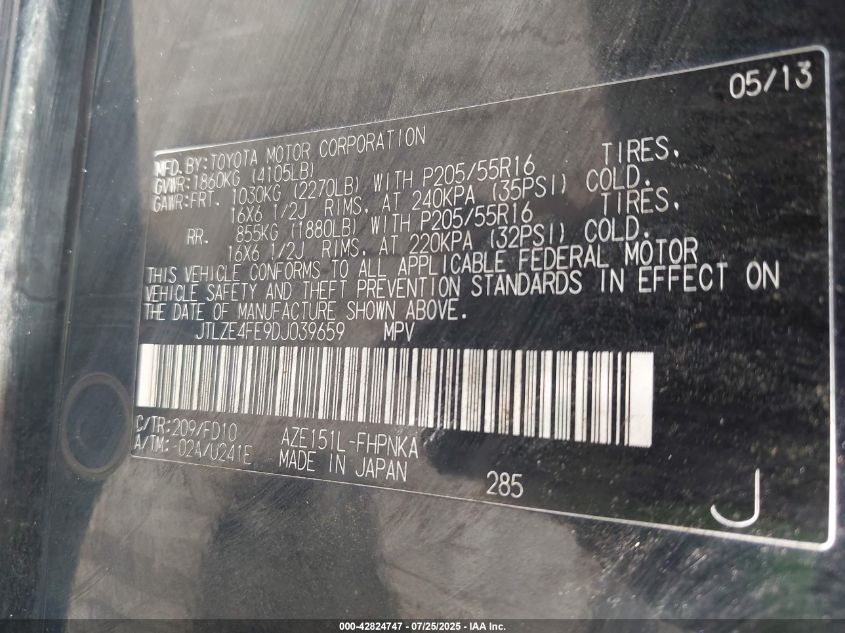 05/13
MFD.BY:TOYOTA MOTOR CORPORATION
GVWR:1860KG (4105LB)
GAWR:FRT. 1030KG (2270LB) WITH P205/55R16 TIRES,
16X6 1/2J RIMS, AT 240KPA (35PSI) COLD.
RR. 855KG (1880LB) WITH P205/55R16 TIRES,
16X6 1/2J RIMS, AT 220KPA (32PSI) COLD.
THIS VEHICLE CONFORMS TO ALL APPLICABLE FEDERAL MOTOR
VEHICLE SAFETY AND THEFT PREVENTION STANDARDS IN EFFECT ON
THE DATE OF MANUFACTURE SHOWN ABOVE.
JTLZE4FE9DJ039659 MPV
C/TR:209/FD10 AZE151L-FHPNKA
A/TM:-02A/U241E MADE IN JAPAN
285
J
000-42824747 - 07/25/2025 - IAA Inc.